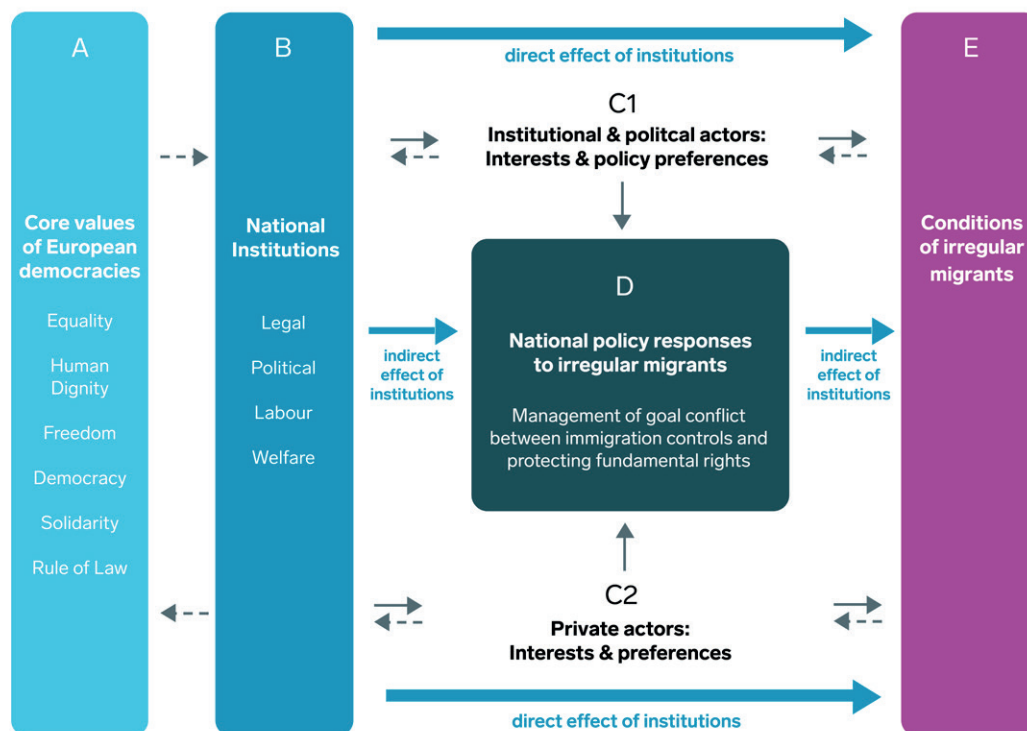 A
Core values
of European
democracies
Equality
Human
Dignity
Freedom
Democracy
Solidarity
Rule of Law
B
National
Institutions
Legal
Political
Labour
Welfare
direct effect of institutions
C1
Institutional & politcal actors:
Interests & policy preferences
indirect
effect of
institutions
D
National policy responses
to irregular migrants
Management of goal conflict
between immigration controls and
protecting fundamental rights
indirect
effect of
institutions
C2
Private actors:
Interests & preferences
direct effect of institutions
E
Conditions
of irregular
migrants